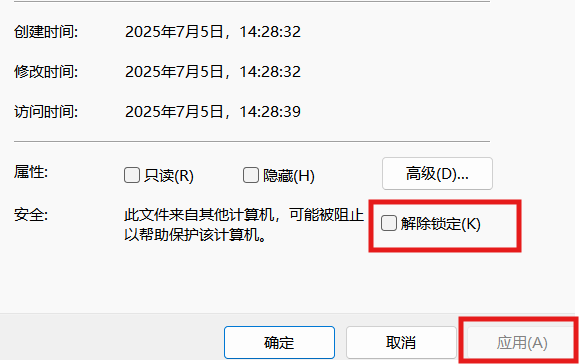 创建时间: 2025年7月5日，14:28:32
修改时间: 2025年7月5日，14:28:32
访问时间: 2025年7月5日，14:28:39
属性: 只读(R) 隐藏(H) 高级(D)...
安全: 此文件来自其他计算机，可能被阻止
以帮助保护该计算机。 解除锁定(K)
确定 取消 应用(A)